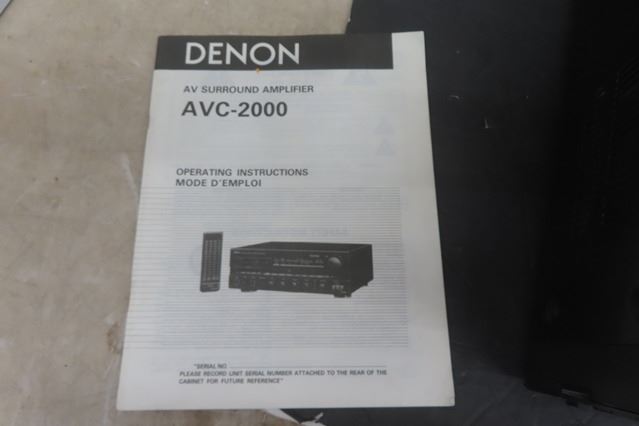 DENON
AV SURROUND AMPLIFIER
AVC-2000
OPERATING INSTRUCTIONS
MODE D'EMPLOI
"SERIAL NO.
PLEASE RECORD UNIT SERIAL NUMBER ATTACHED TO THE REAR OF THE
CABINET FOR FUTURE REFERENCE"